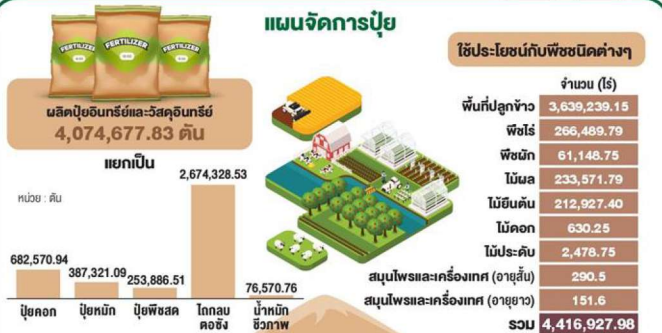 แผนจัดการปุ๋ย
FERTILIZER
FERTILIZER
FERTILIZER
ผลิตปุ๋ยอินทรีย์และวัสดุอินทรีย์
4,074,677.83 ตัน
แยกเป็น
หน่วย : ตัน
682,570.94
387,321.09
253,886.51
2,674,328.53
76,570.76
ปุ๋ยคอก
ปุ๋ยหมัก
ปุ๋ยพืชสด
ไถกลบ
ตอซัง
น้ำหมัก
ชีวภาพ
ใช้ประโยชน์กับพืชชนิดต่างๆ
จำนวน (ไร่)
พื้นที่ปลูกข้าว 3,639,239.15
พืชไร่ 266,489.79
พืชผัก 61,148.75
ไม้ผล 233,571.79
ไม้ยืนต้น 212,927.40
ไม้ดอก 630.25
ไม้ประดับ 2,478.75
สมุนไพรและเครื่องเทศ (อายุสั้น) 290.5
สมุนไพรและเครื่องเทศ (อายุยาว) 151.6
รวม 4,416,927.98